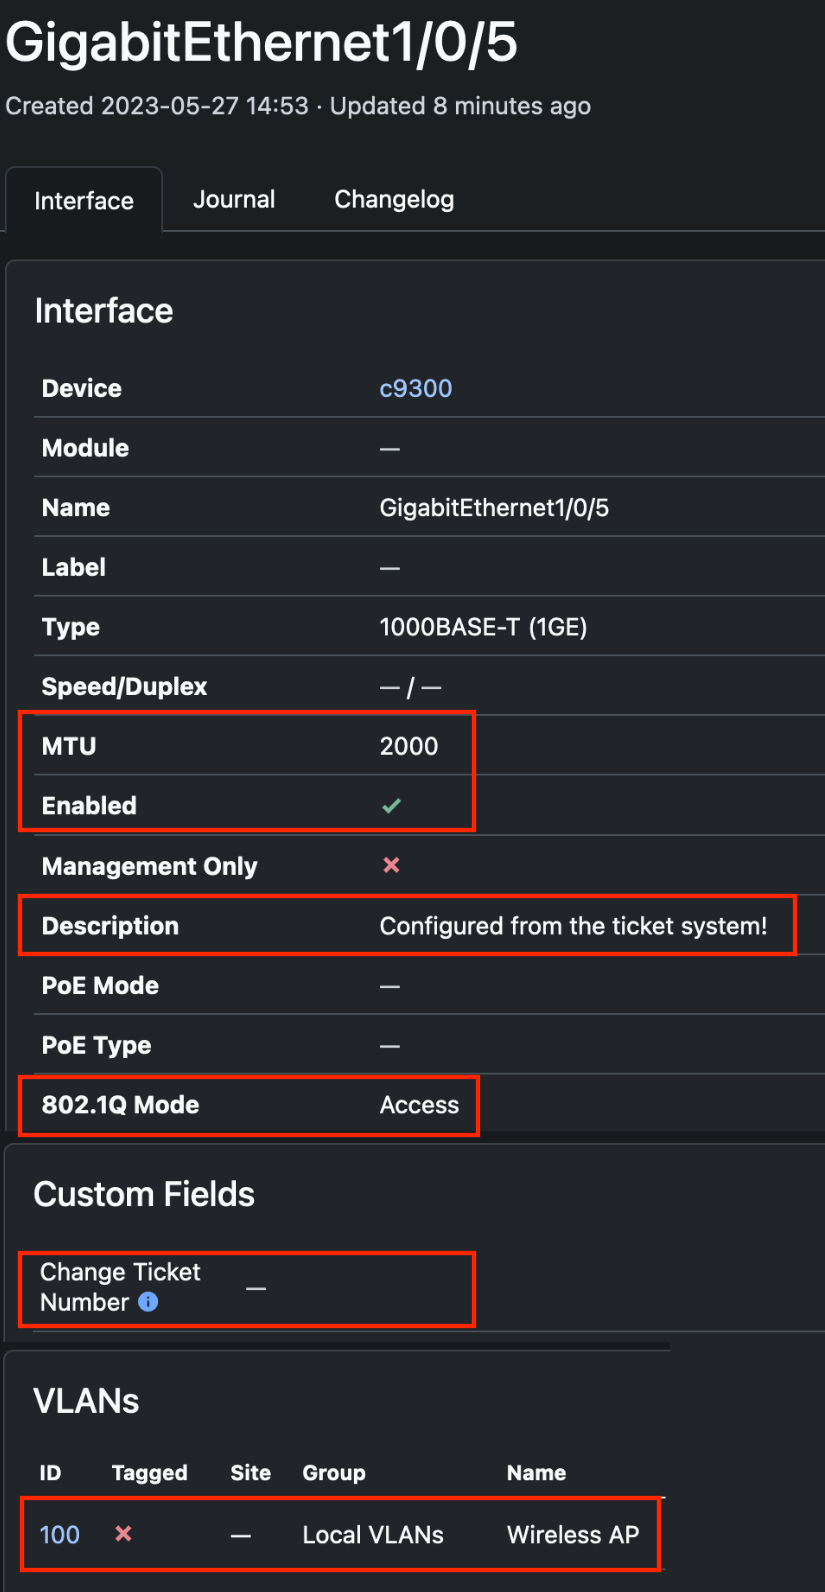 GigabitEthernet1/0/5
Created 2023-05-27 14:53 · Updated 8 minutes ago
Interface Journal Changelog
Interface
Device c9300
Module —
Name GigabitEthernet1/0/5
Label —
Type 1000BASE-T (1GE)
Speed/Duplex — / —
MTU 2000
Enabled
Management Only
Description Configured from the ticket system!
PoE Mode —
PoE Type —
802.1Q Mode Access
Custom Fields
Change Ticket
Number —
VLANs
ID Tagged Site Group Name
100 — Local VLANs Wireless AP